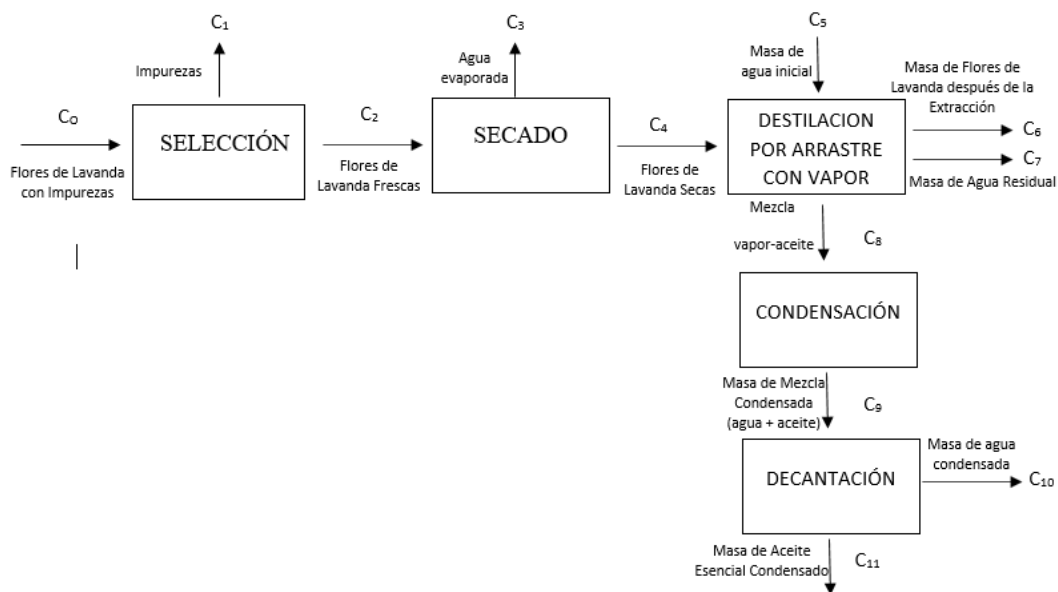 C₁
Impurezas
C₀
Flores de Lavanda
con Impurezas
SELECCIÓN
C₂
Flores de
Lavanda Frescas
C₃
Agua
evaporada
SECADO
C₄
Flores de
Lavanda Secas
C₅
Masa de
agua inicial
DESTILACION
POR ARRASTRE
CON VAPOR
Masa de Flores de
Lavanda después de la
Extracción
C₆
C₇
Masa de Agua Residual
Mezcla
vapor-aceite
C₈
CONDENSACIÓN
Masa de Mezcla
Condensada
(agua + aceite)
C₉
DECANTACIÓN
Masa de agua
condensada
C₁₀
Masa de Aceite
Esencial Condensado
C₁₁